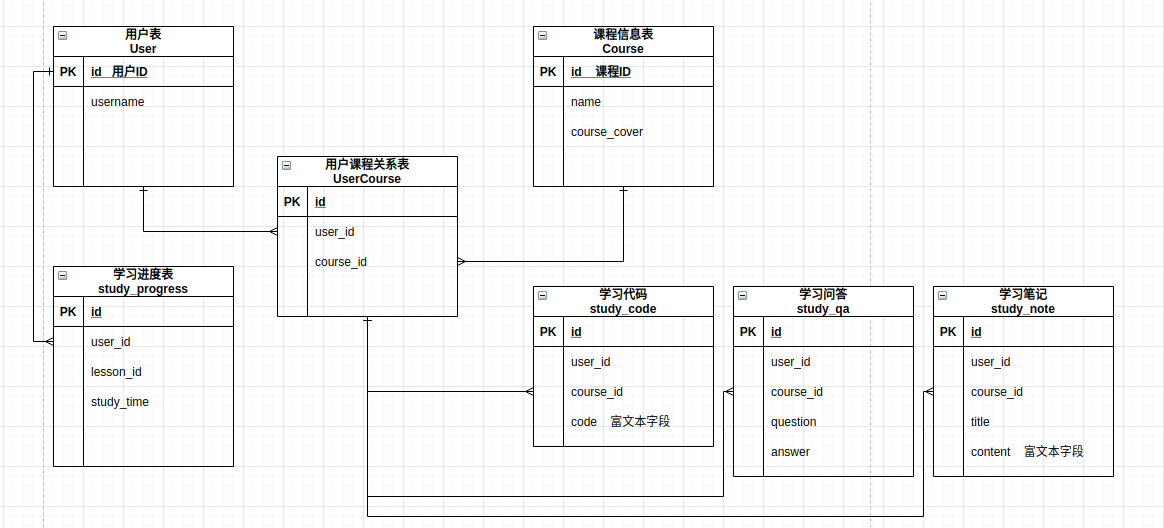 用户表
User
PK id 用户ID
username
课程信息表
Course
PK id 课程ID
name
course_cover
用户课程关系表
UserCourse
PK id
user_id
course_id
学习进度表
study_progress
PK id
user_id
lesson_id
study_time
学习代码
study_code
PK id
user_id
course_id
code 富文本字段
学习问答
study_qa
PK id
user_id
course_id
question
answer
学习笔记
study_note
PK id
user_id
course_id
title
content 富文本字段